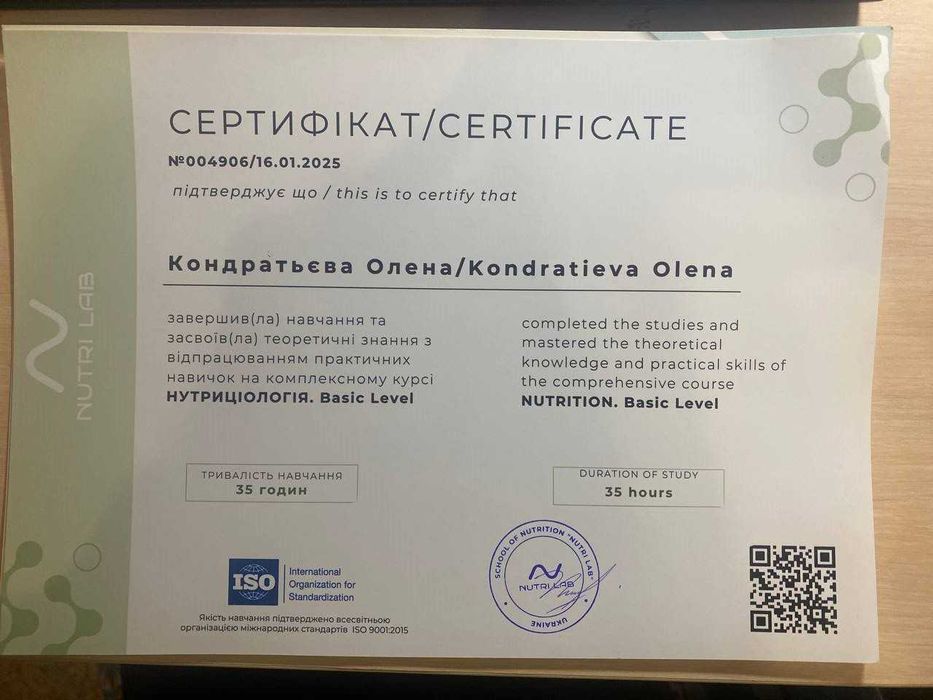 СЕРТИФІКАТ/CERTIFICATE
№004906/16.01.2025
підтверджує що / this is to certify that
Кондратьєва Олена/Kondratieva Olena
завершив(ла) навчання та
засвоїв(ла) теоретичні знання з
відпрацюванням практичних
навичок на комплексному курсі
НУТРИЦІОЛОГІЯ. Basic Level
completed the studies and
mastered the theoretical
knowledge and practical skills of
the comprehensive course
NUTRITION. Basic Level
ТРИВАЛІСТЬ НАВЧАННЯ
35 годин
DURATION OF STUDY
35 hours
ISO
International
Organization for
Standardization
Якість навчання підтверджено всесвітньою
організацією міжнародних стандартів ISO 9001:2015
SCHOOL OF NUTRITION "NUTRI LAB"
NUTRI LAB
UKRAINE
NUTRI LAB